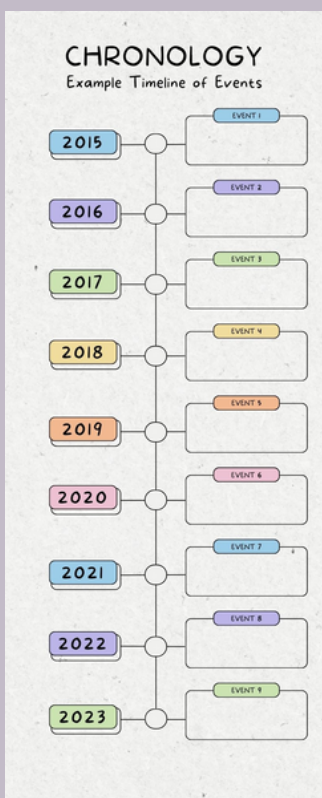 CHRONOLOGY
Example Timeline of Events
EVENT 1
2015
EVENT 2
2016
EVENT 3
2017
EVENT 4
2018
EVENT 5
2019
EVENT 6
2020
EVENT 7
2021
EVENT 8
2022
EVENT 9
2023